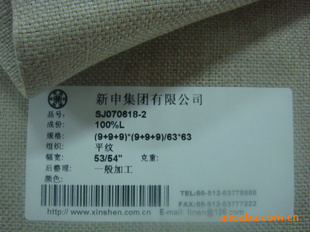 新申集团有限公司
品号: SJ070618-2
成份: 100%L
规格: (9+9+9)*(9+9+9)/63*63
组织: 平纹
幅宽: 53/54" 克重:
后整理: 一般加工
颜色:
http://www.xinshen.com.cn